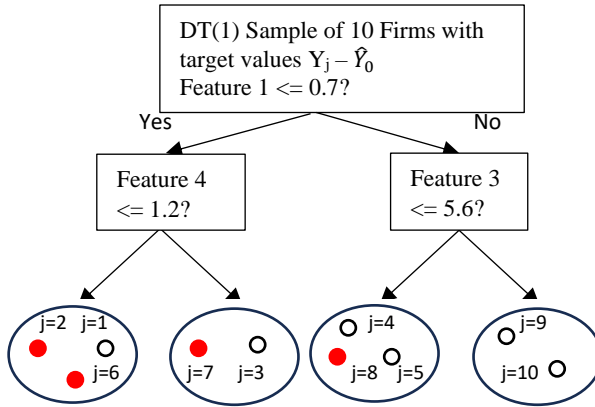 DT(1) Sample of 10 Firms with
target values Yⱼ – Ŷ₀
Feature 1 <= 0.7?
Yes
No
Feature 4
<= 1.2?
Feature 3
<= 5.6?
j=2 j=1
j=6
j=7 j=3
j=4
j=8 j=5
j=9
j=10